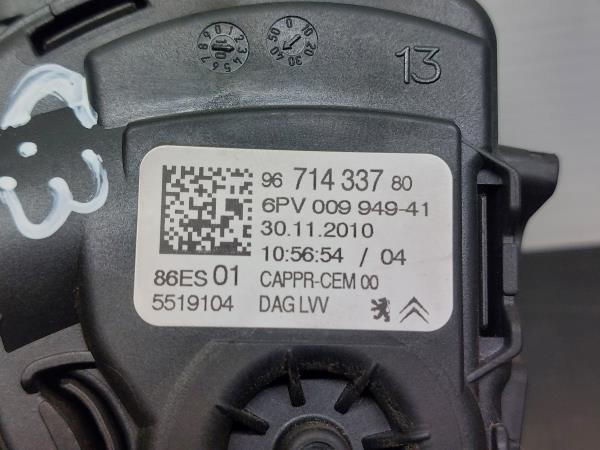 13
96 714 337 80
6PV 009 949-41
30.11.2010
10:56:54 / 04
86ES 01 CAPPR-CEM 00
5519104 DAG LVV